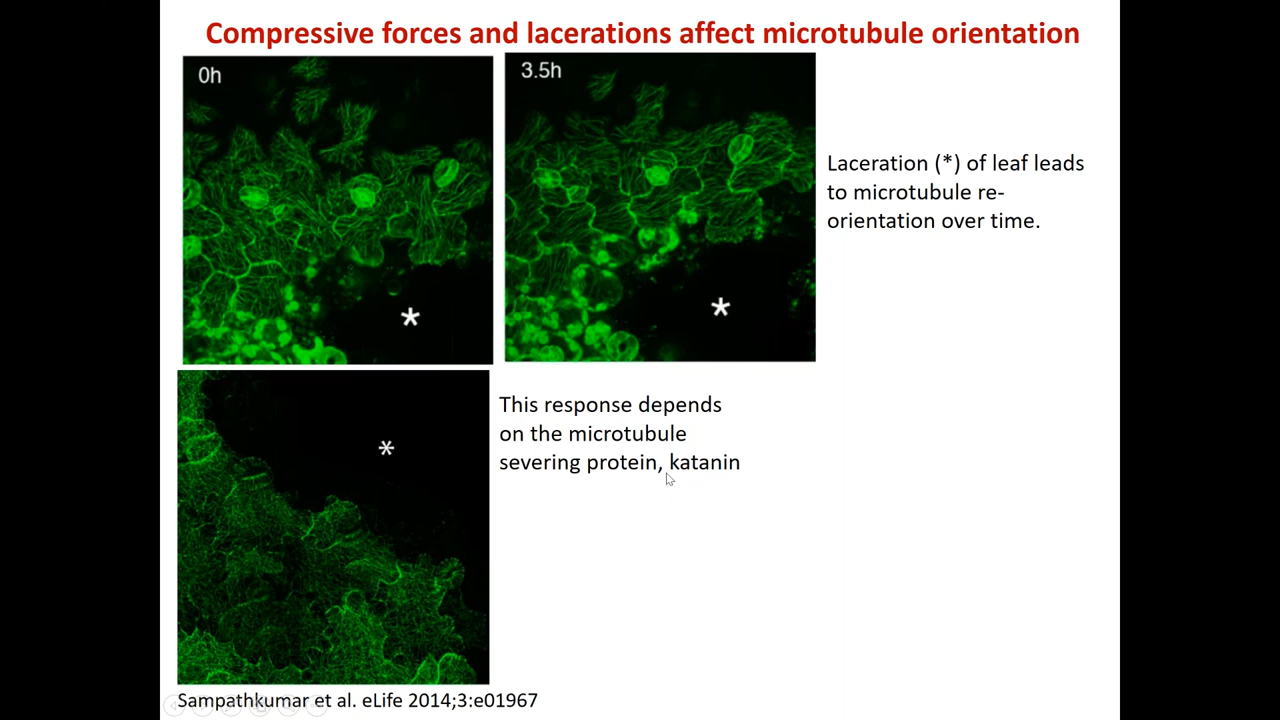 Compressive forces and lacerations affect microtubule orientation
0h
3.5h
*
*
Laceration (*) of leaf leads
to microtubule re-
orientation over time.
*
This response depends
on the microtubule
severing protein, katanin
Sampathkumar et al. eLife 2014;3:e01967